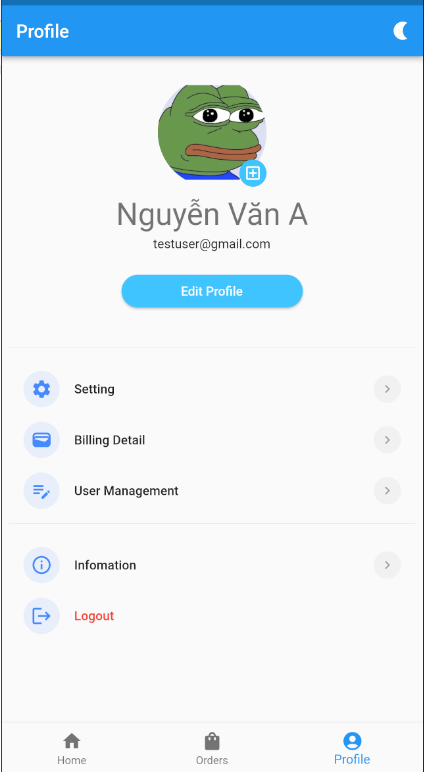 Profile
Nguyễn Văn A
testuser@gmail.com
Edit Profile
Setting
Billing Detail
User Management
Infomation
Logout
Home
Orders
Profile